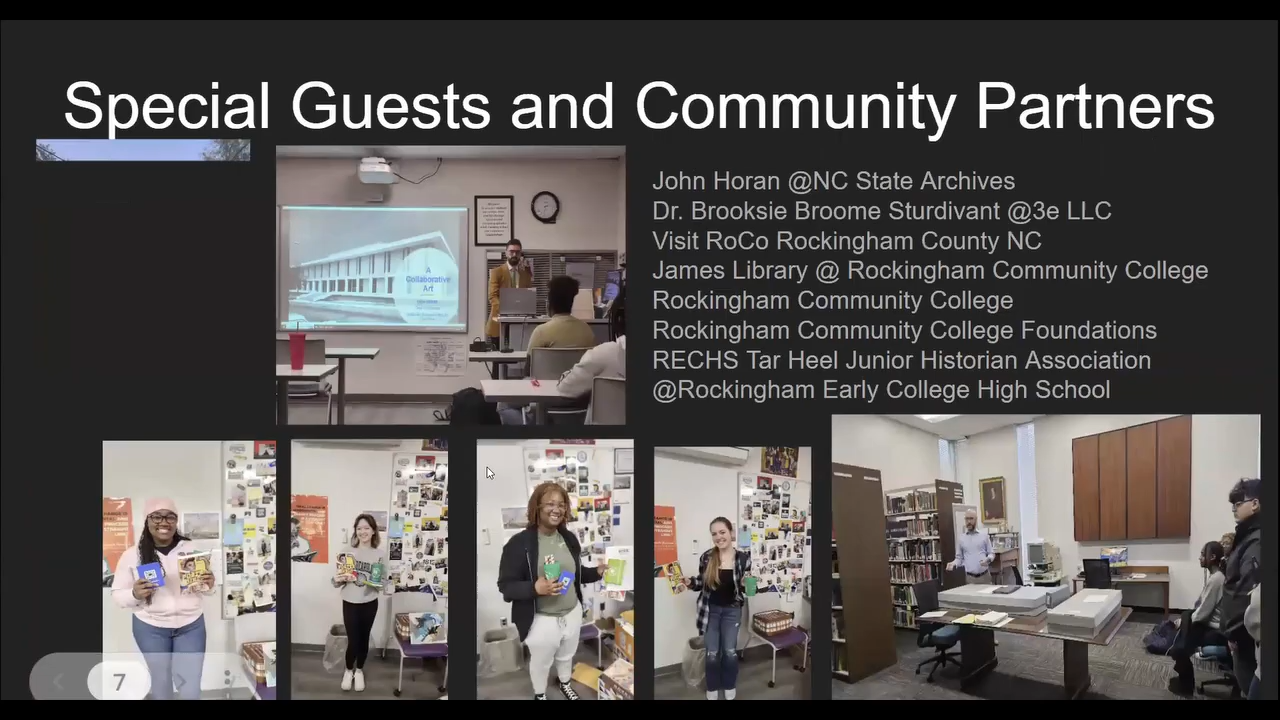 Special Guests and Community Partners
John Horan @NC State Archives
Dr. Brooksie Broome Sturdivant @3e LLC
Visit RoCo Rockingham County NC
James Library @ Rockingham Community College
Rockingham Community College
Rockingham Community College Foundations
RECHS Tar Heel Junior Historian Association
@Rockingham Early College High School
A
Collaborative
Art
7